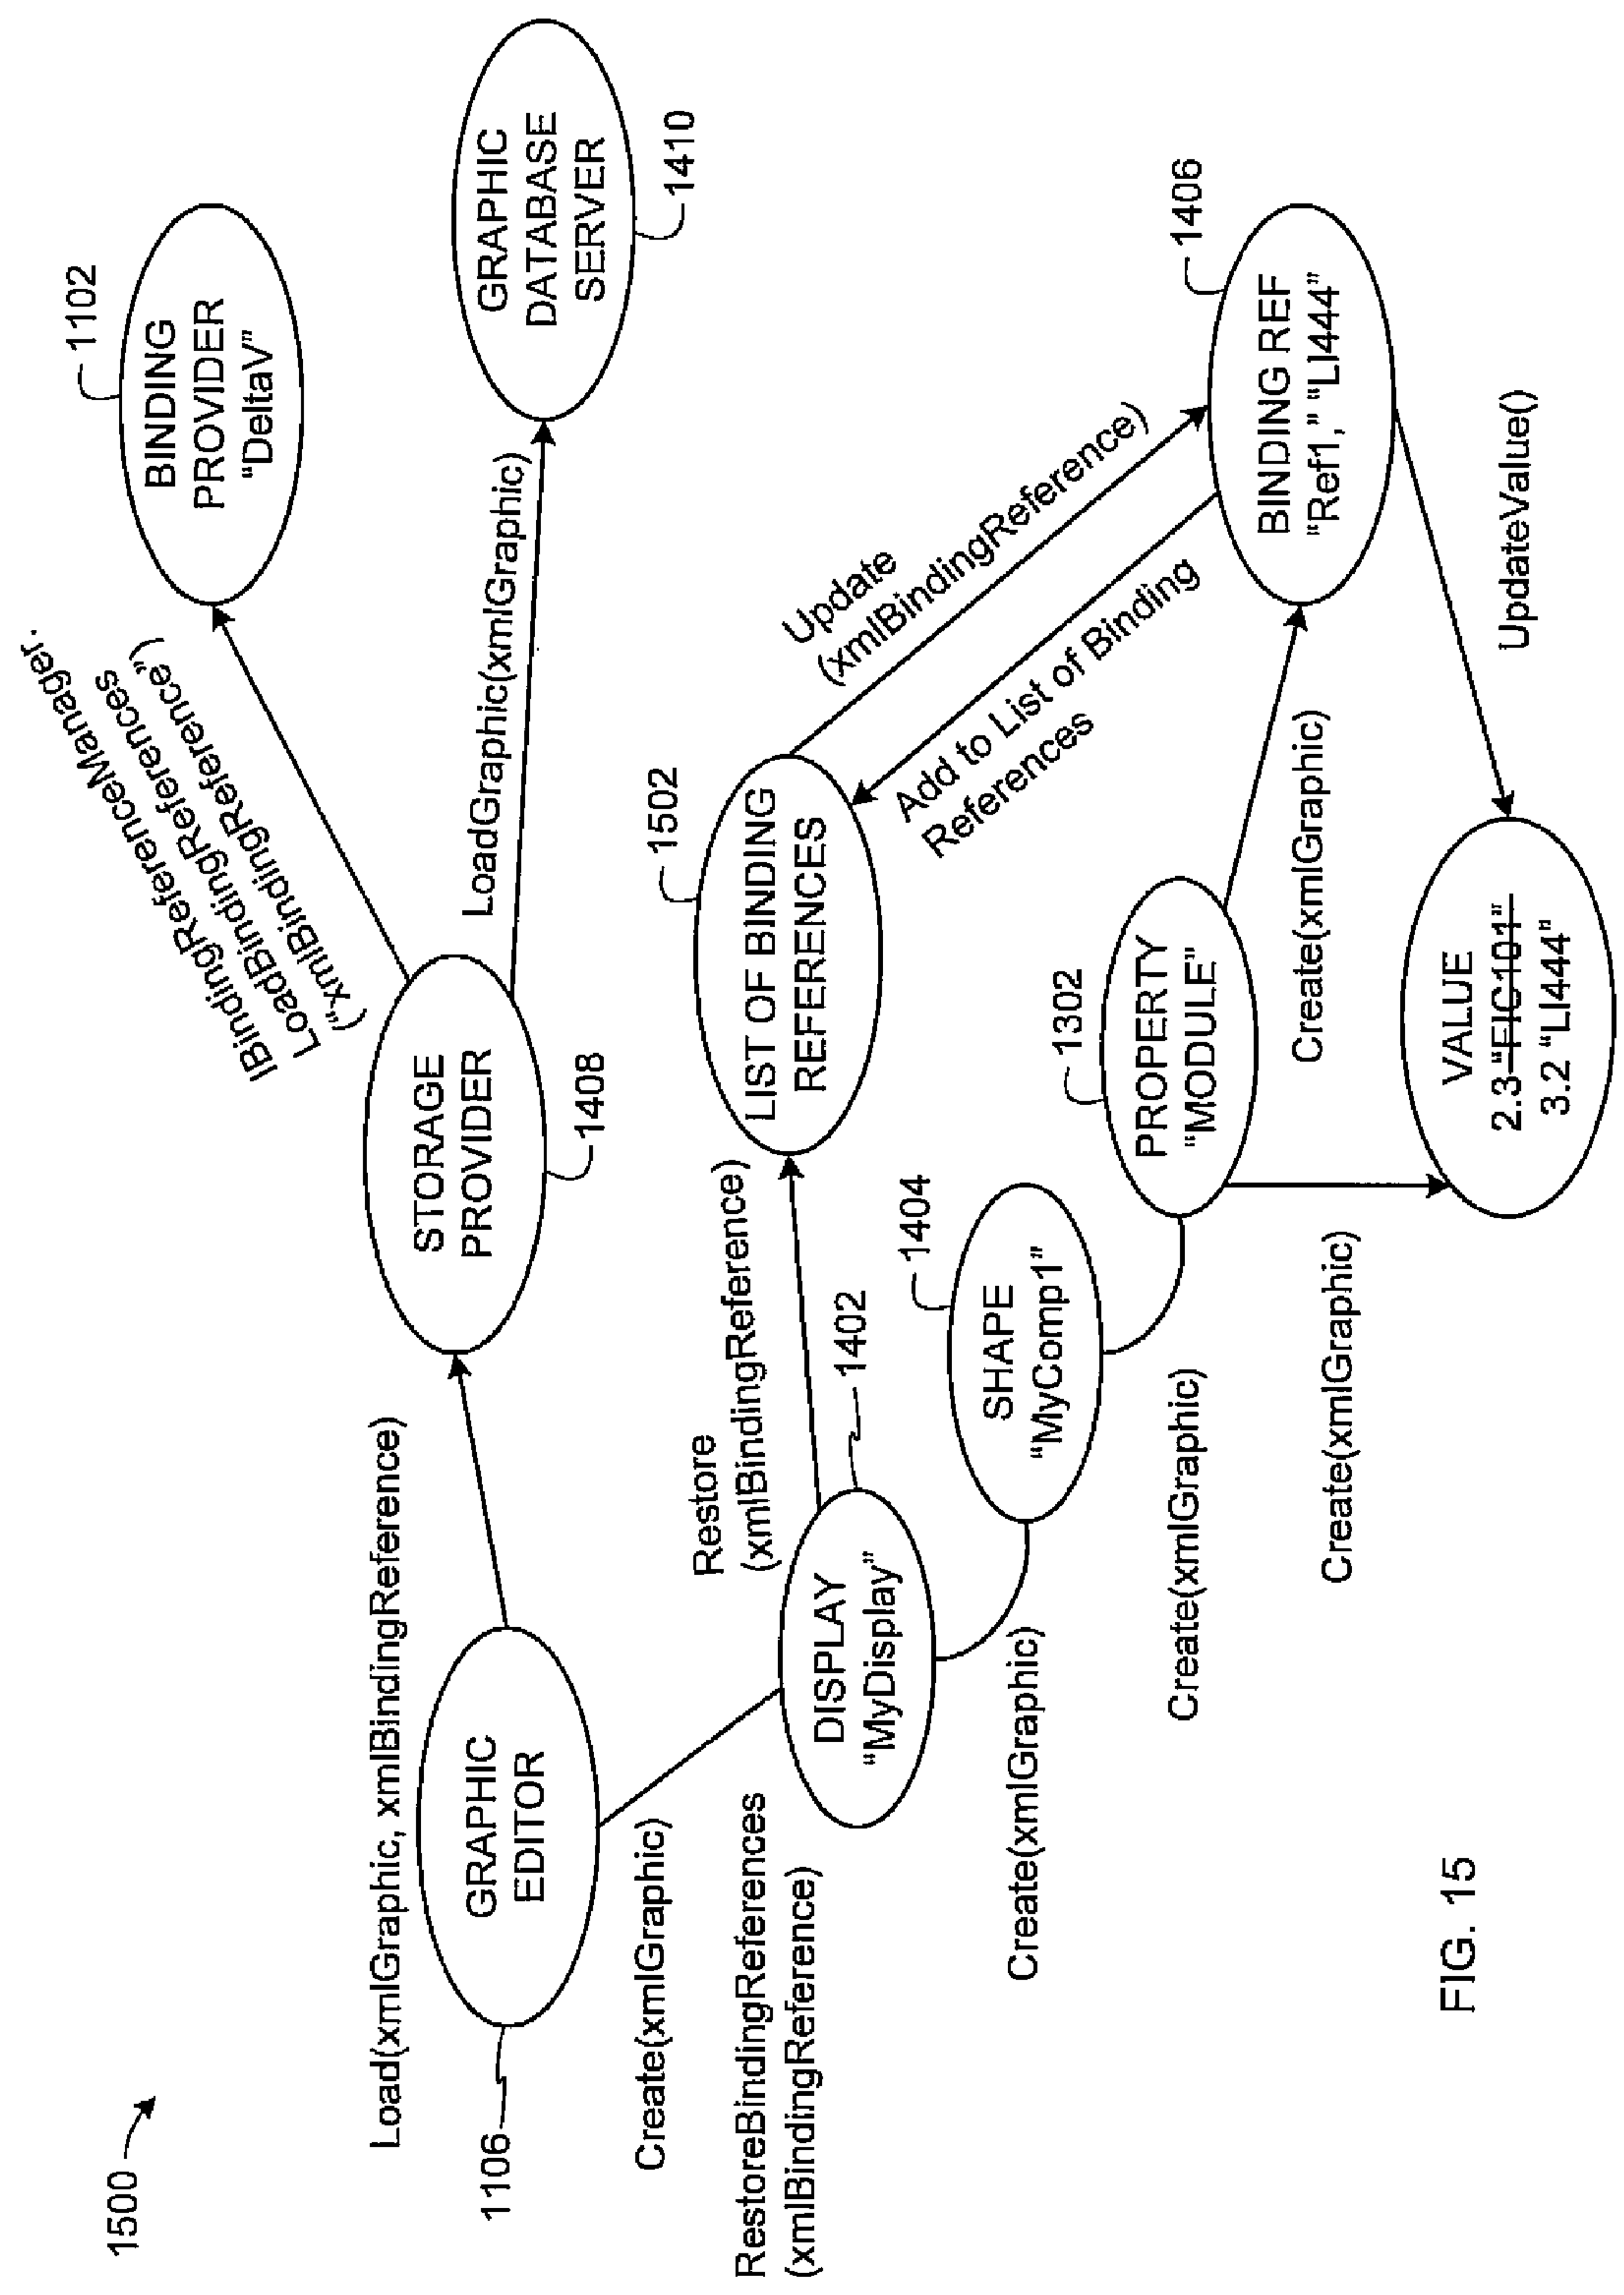 1500
Load(xmlGraphic, xmlBindingReference)
1106
GRAPHIC
EDITOR
STORAGE
PROVIDER
1408
IBindingReferenceManager.
LoadBindingReferences
("xmlBindingReference")
1102
BINDING
PROVIDER
"DeltaV"
LoadGraphic(xmlGraphic)
GRAPHIC
DATABASE
SERVER
1410
Create(xmlGraphic)
RestoreBindingReferences
(xmlBindingReference)
DISPLAY
"MyDisplay"
1402
Restore
(xmlBindingReference)
1502
LIST OF BINDING
REFERENCES
Update
(xmlBindingReference)
Add to List of Binding
References
1406
BINDING REF
"Ref1," "LI444"
Create(xmlGraphic)
SHAPE
"MyComp1"
1404
Create(xmlGraphic)
PROPERTY
"MODULE"
1302
Create(xmlGraphic)
Create(xmlGraphic)
UpdateValue()
VALUE
2.3 "FIC101"
3.2 "LI444"
FIG. 15